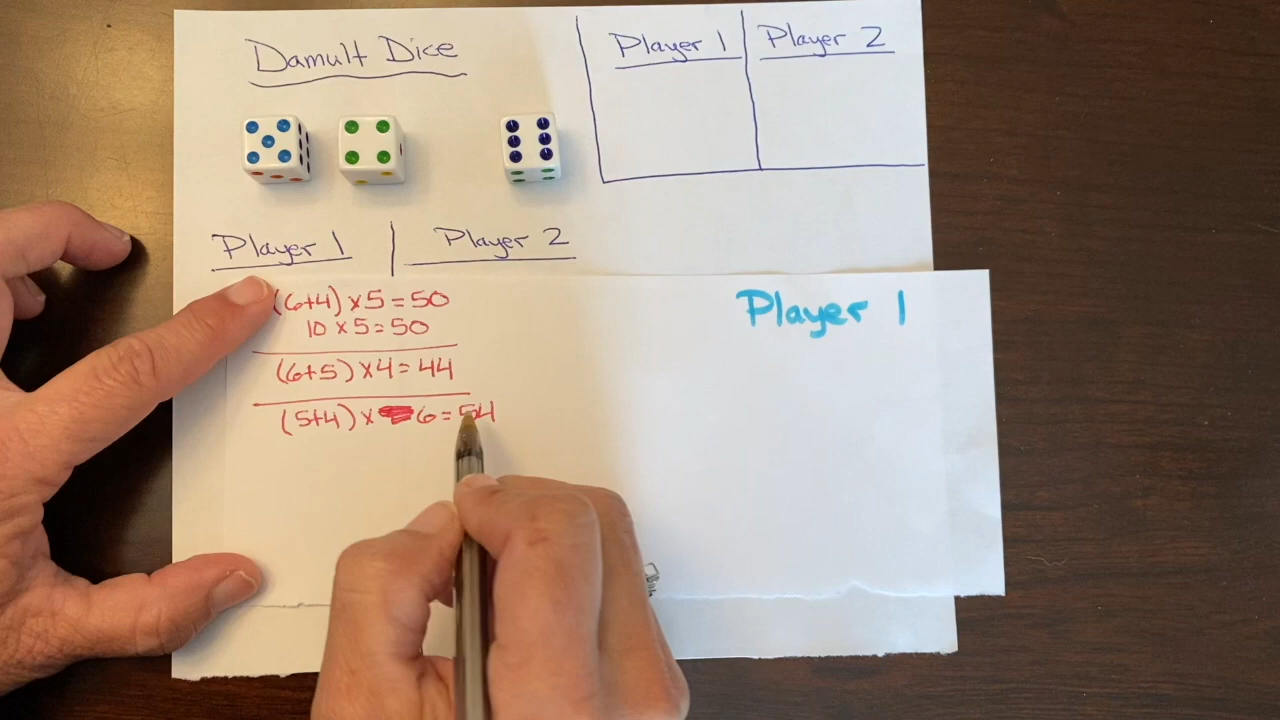 Damult Dice
Player 1 Player 2
Player 1 Player 2
Player 1
(6+4)×5=50
10×5=50
(6+5)×4=44
(5+4)× 6=54